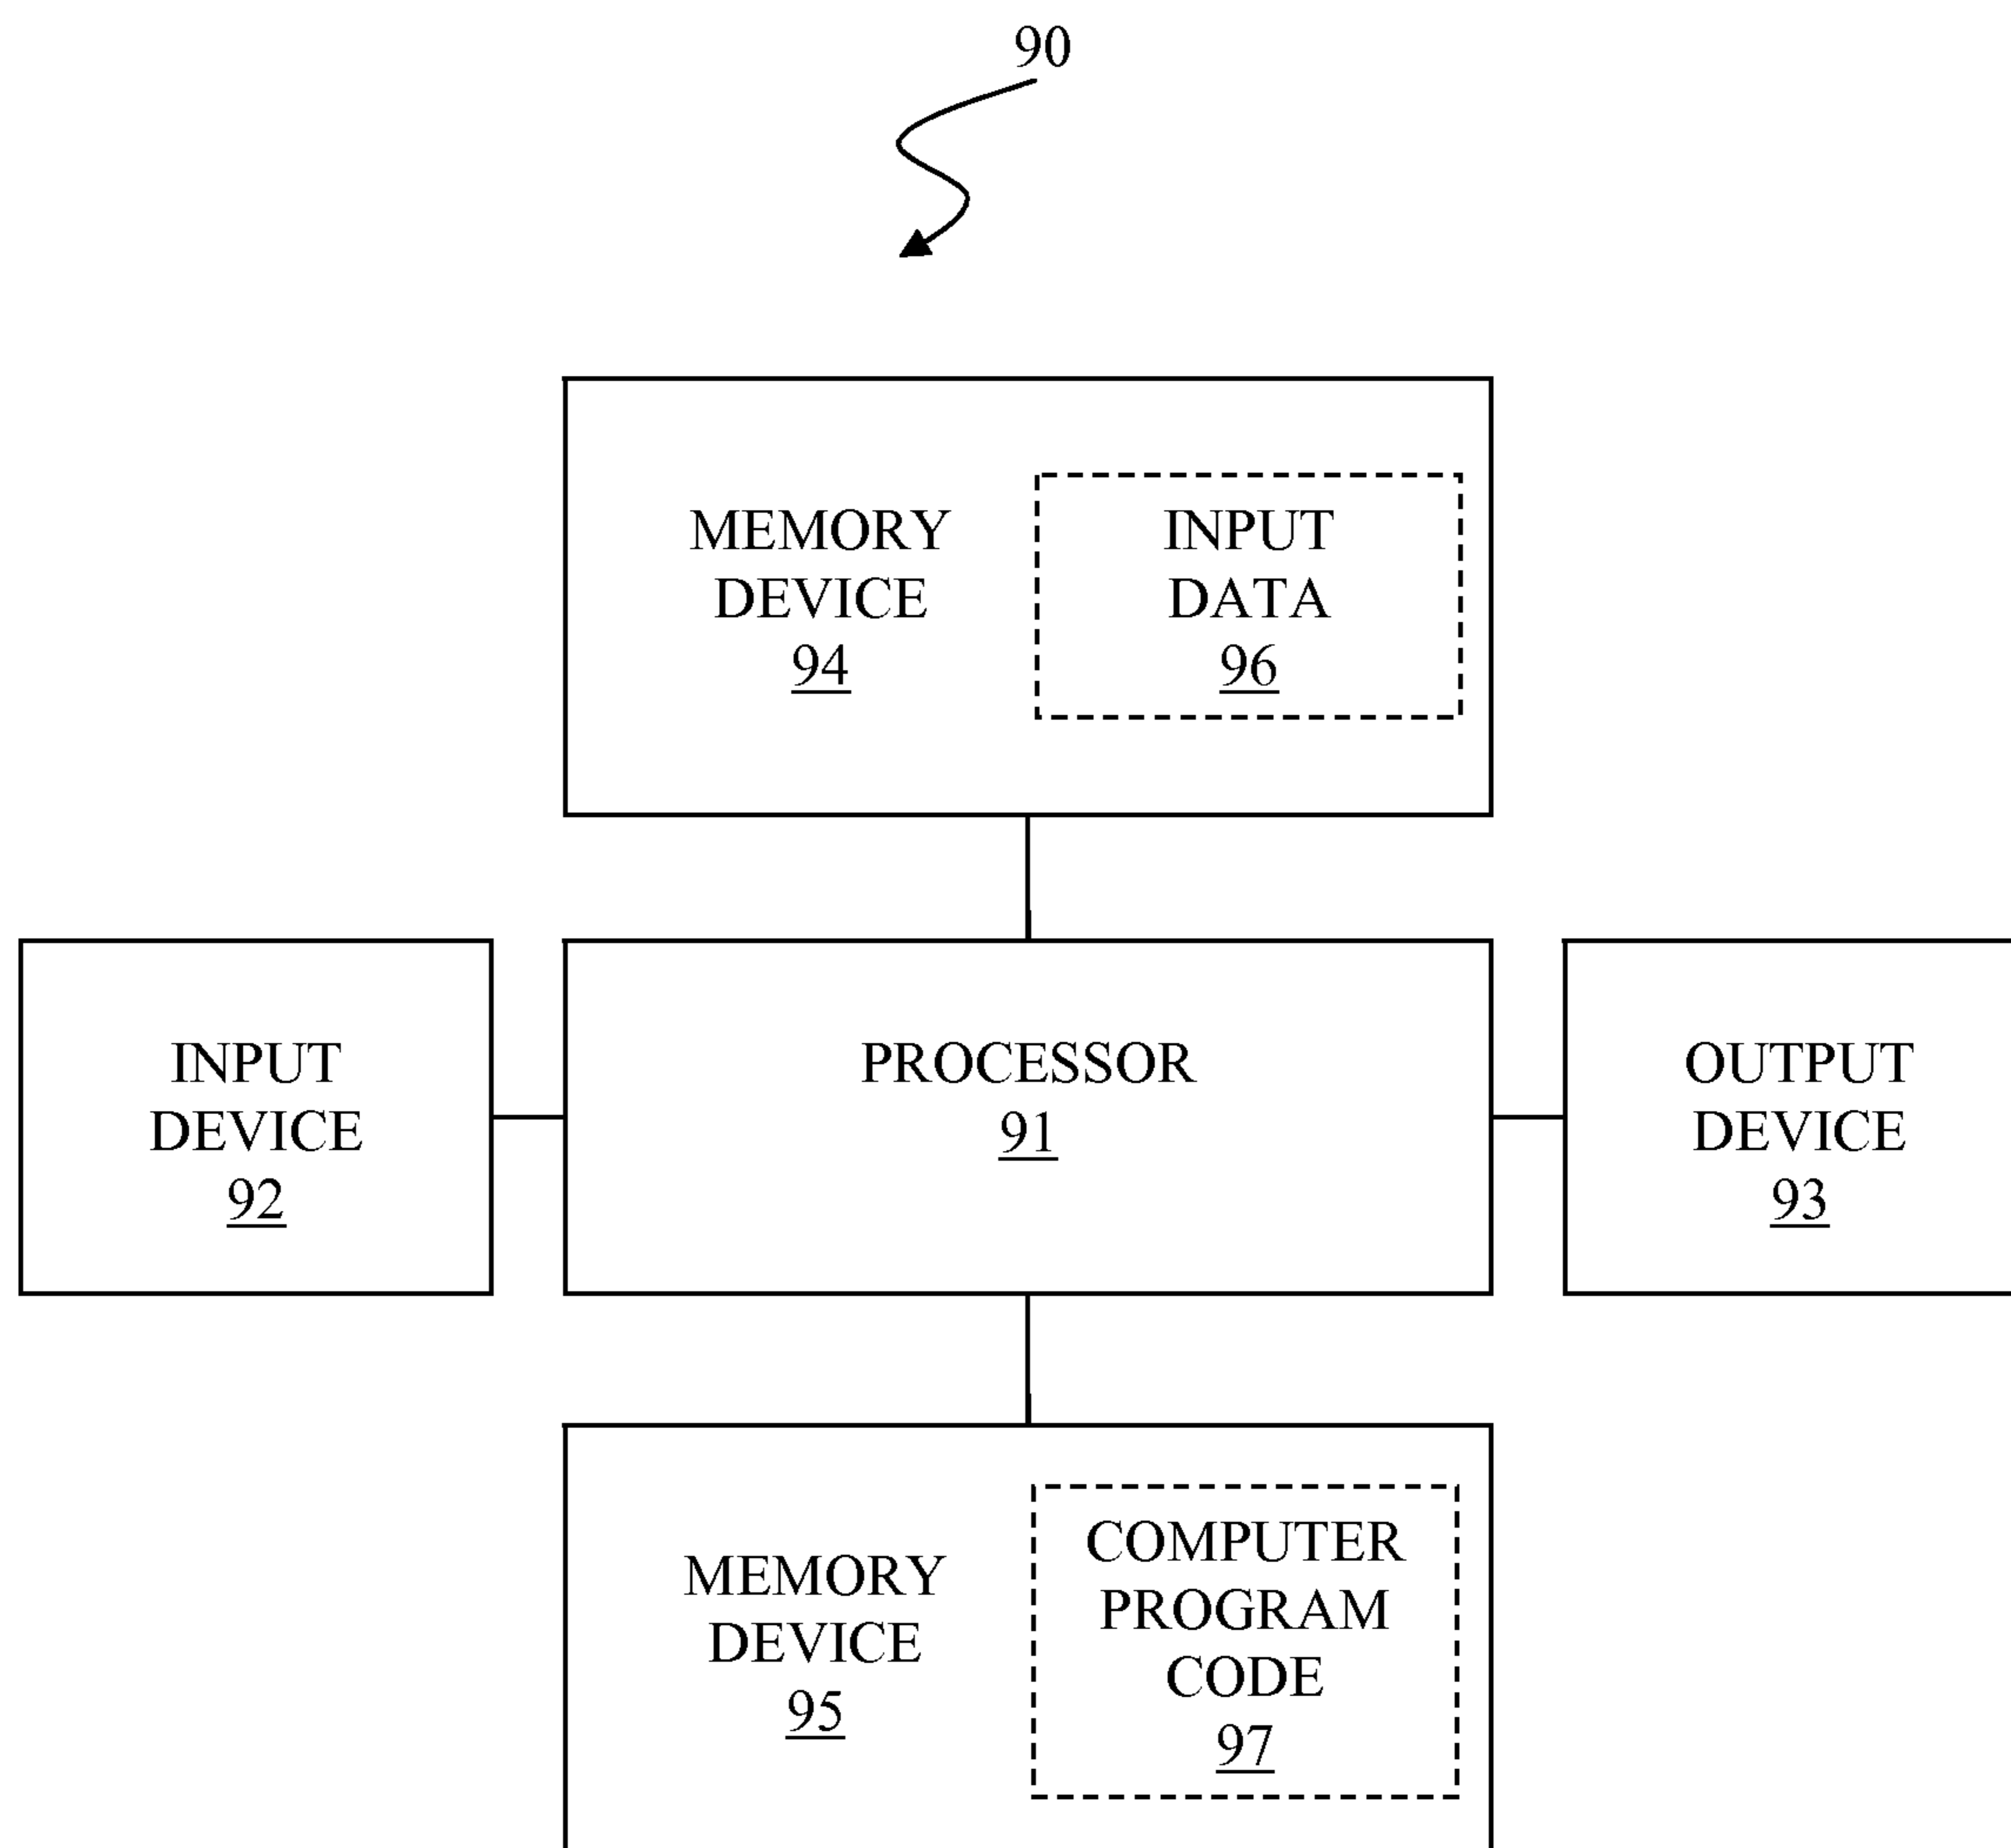 90
MEMORY
DEVICE
94
INPUT
DATA
96
INPUT
DEVICE
92
PROCESSOR
91
OUTPUT
DEVICE
93
MEMORY
DEVICE
95
COMPUTER
PROGRAM
CODE
97